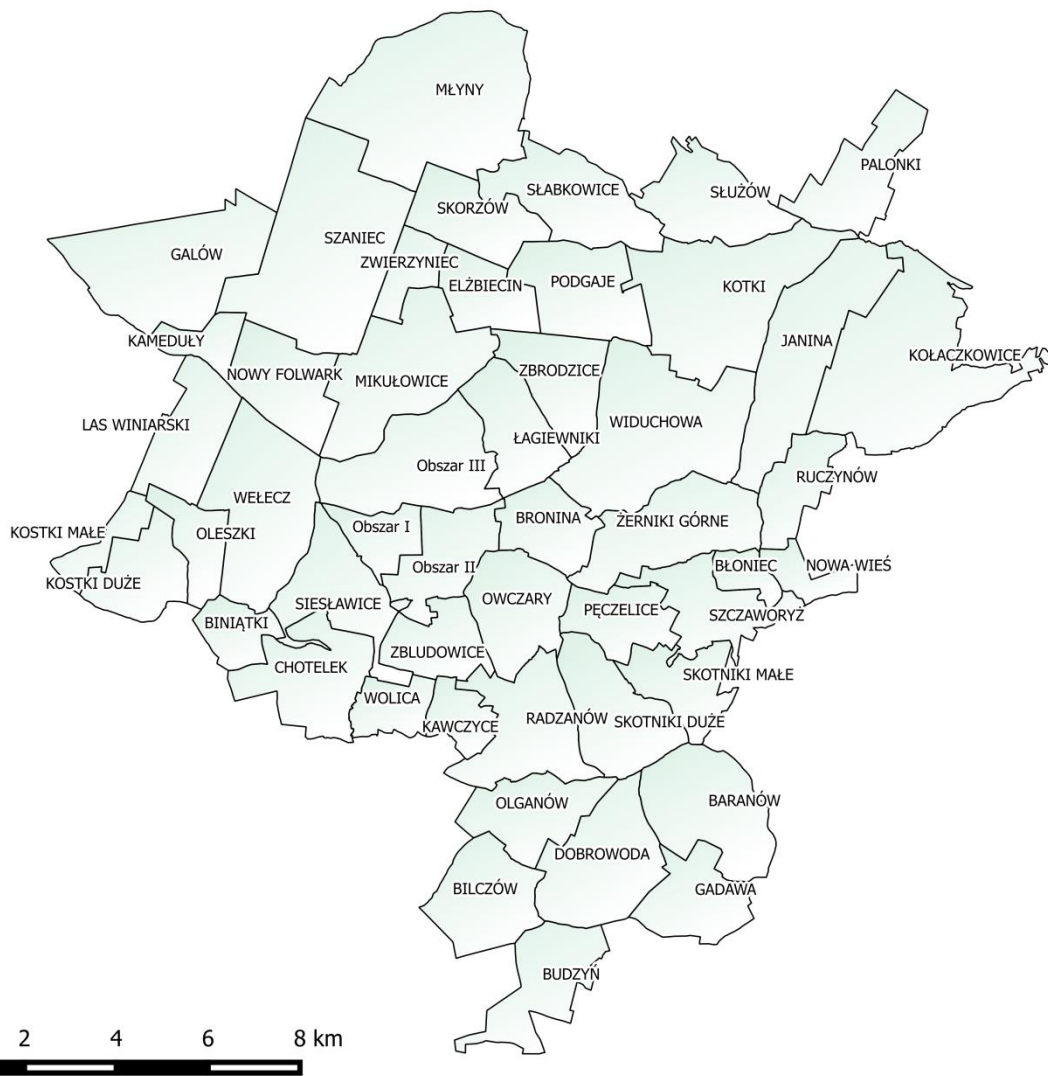 MŁYNY
PALONKI
SŁABKOWICE
SŁUŻÓW
SKORZÓW
SZANIEC
GALÓW
ZWIERZYNIEC
ELŻBIECIN
PODGAJE
KOTKI
KAMEDUŁY
JANINA
KOŁACZKOWICE
NOWY FOLWARK
MIKUŁOWICE
ZBRODZICE
LAS WINIARSKI
WIDUCHOWA
ŁAGIEWNIKI
Obszar III
RUCZYNÓW
WEŁECZ
KOSTKI MAŁE
OLESZKI
Obszar I
BRONINA
ŻERNIKI GÓRNE
KOSTKI DUŻE
Obszar II
BŁONIEC
NOWA WIEŚ
SIESŁAWICE
OWCZARY
PĘCZELICE
SZCZAWORYŻ
BINIĄTKI
CHOTELEK
ZBLUDOWICE
SKOTNIKI MAŁE
WOLICA
KAWCZYCE
RADZANÓW
SKOTNIKI DUŻE
OLGANÓW
BARANÓW
DOBROWODA
BILCZÓW
GADAWA
BUDZYŃ
2 4 6 8 km